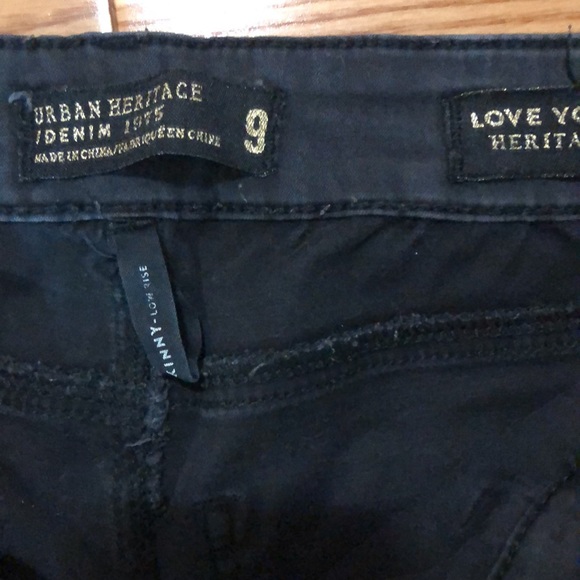 URBAN HERITAGE
/DENIM 1975
MADE IN CHINA/FABRIQUÉ EN CHINE
9
LOVE YO
HERITA
KINNY - LOW RISE